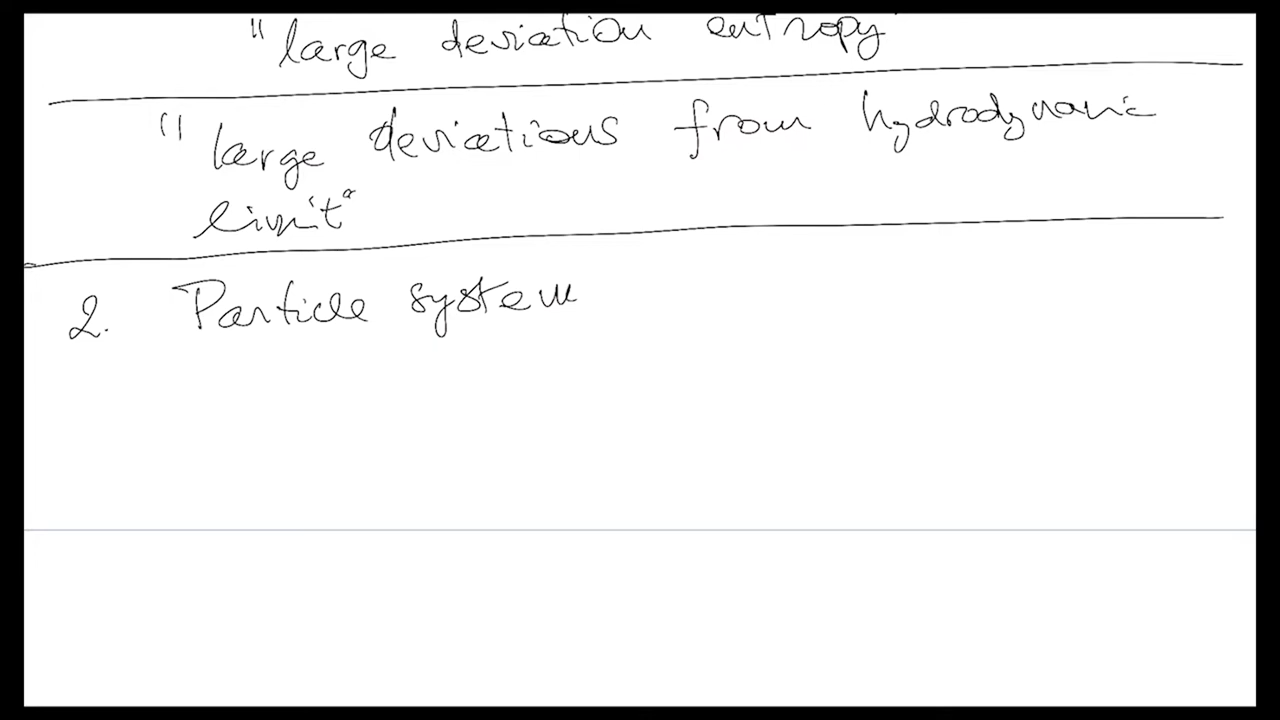 "large deviation entropy
"large deviations from hydrodynamic
limit"
2. Particle system